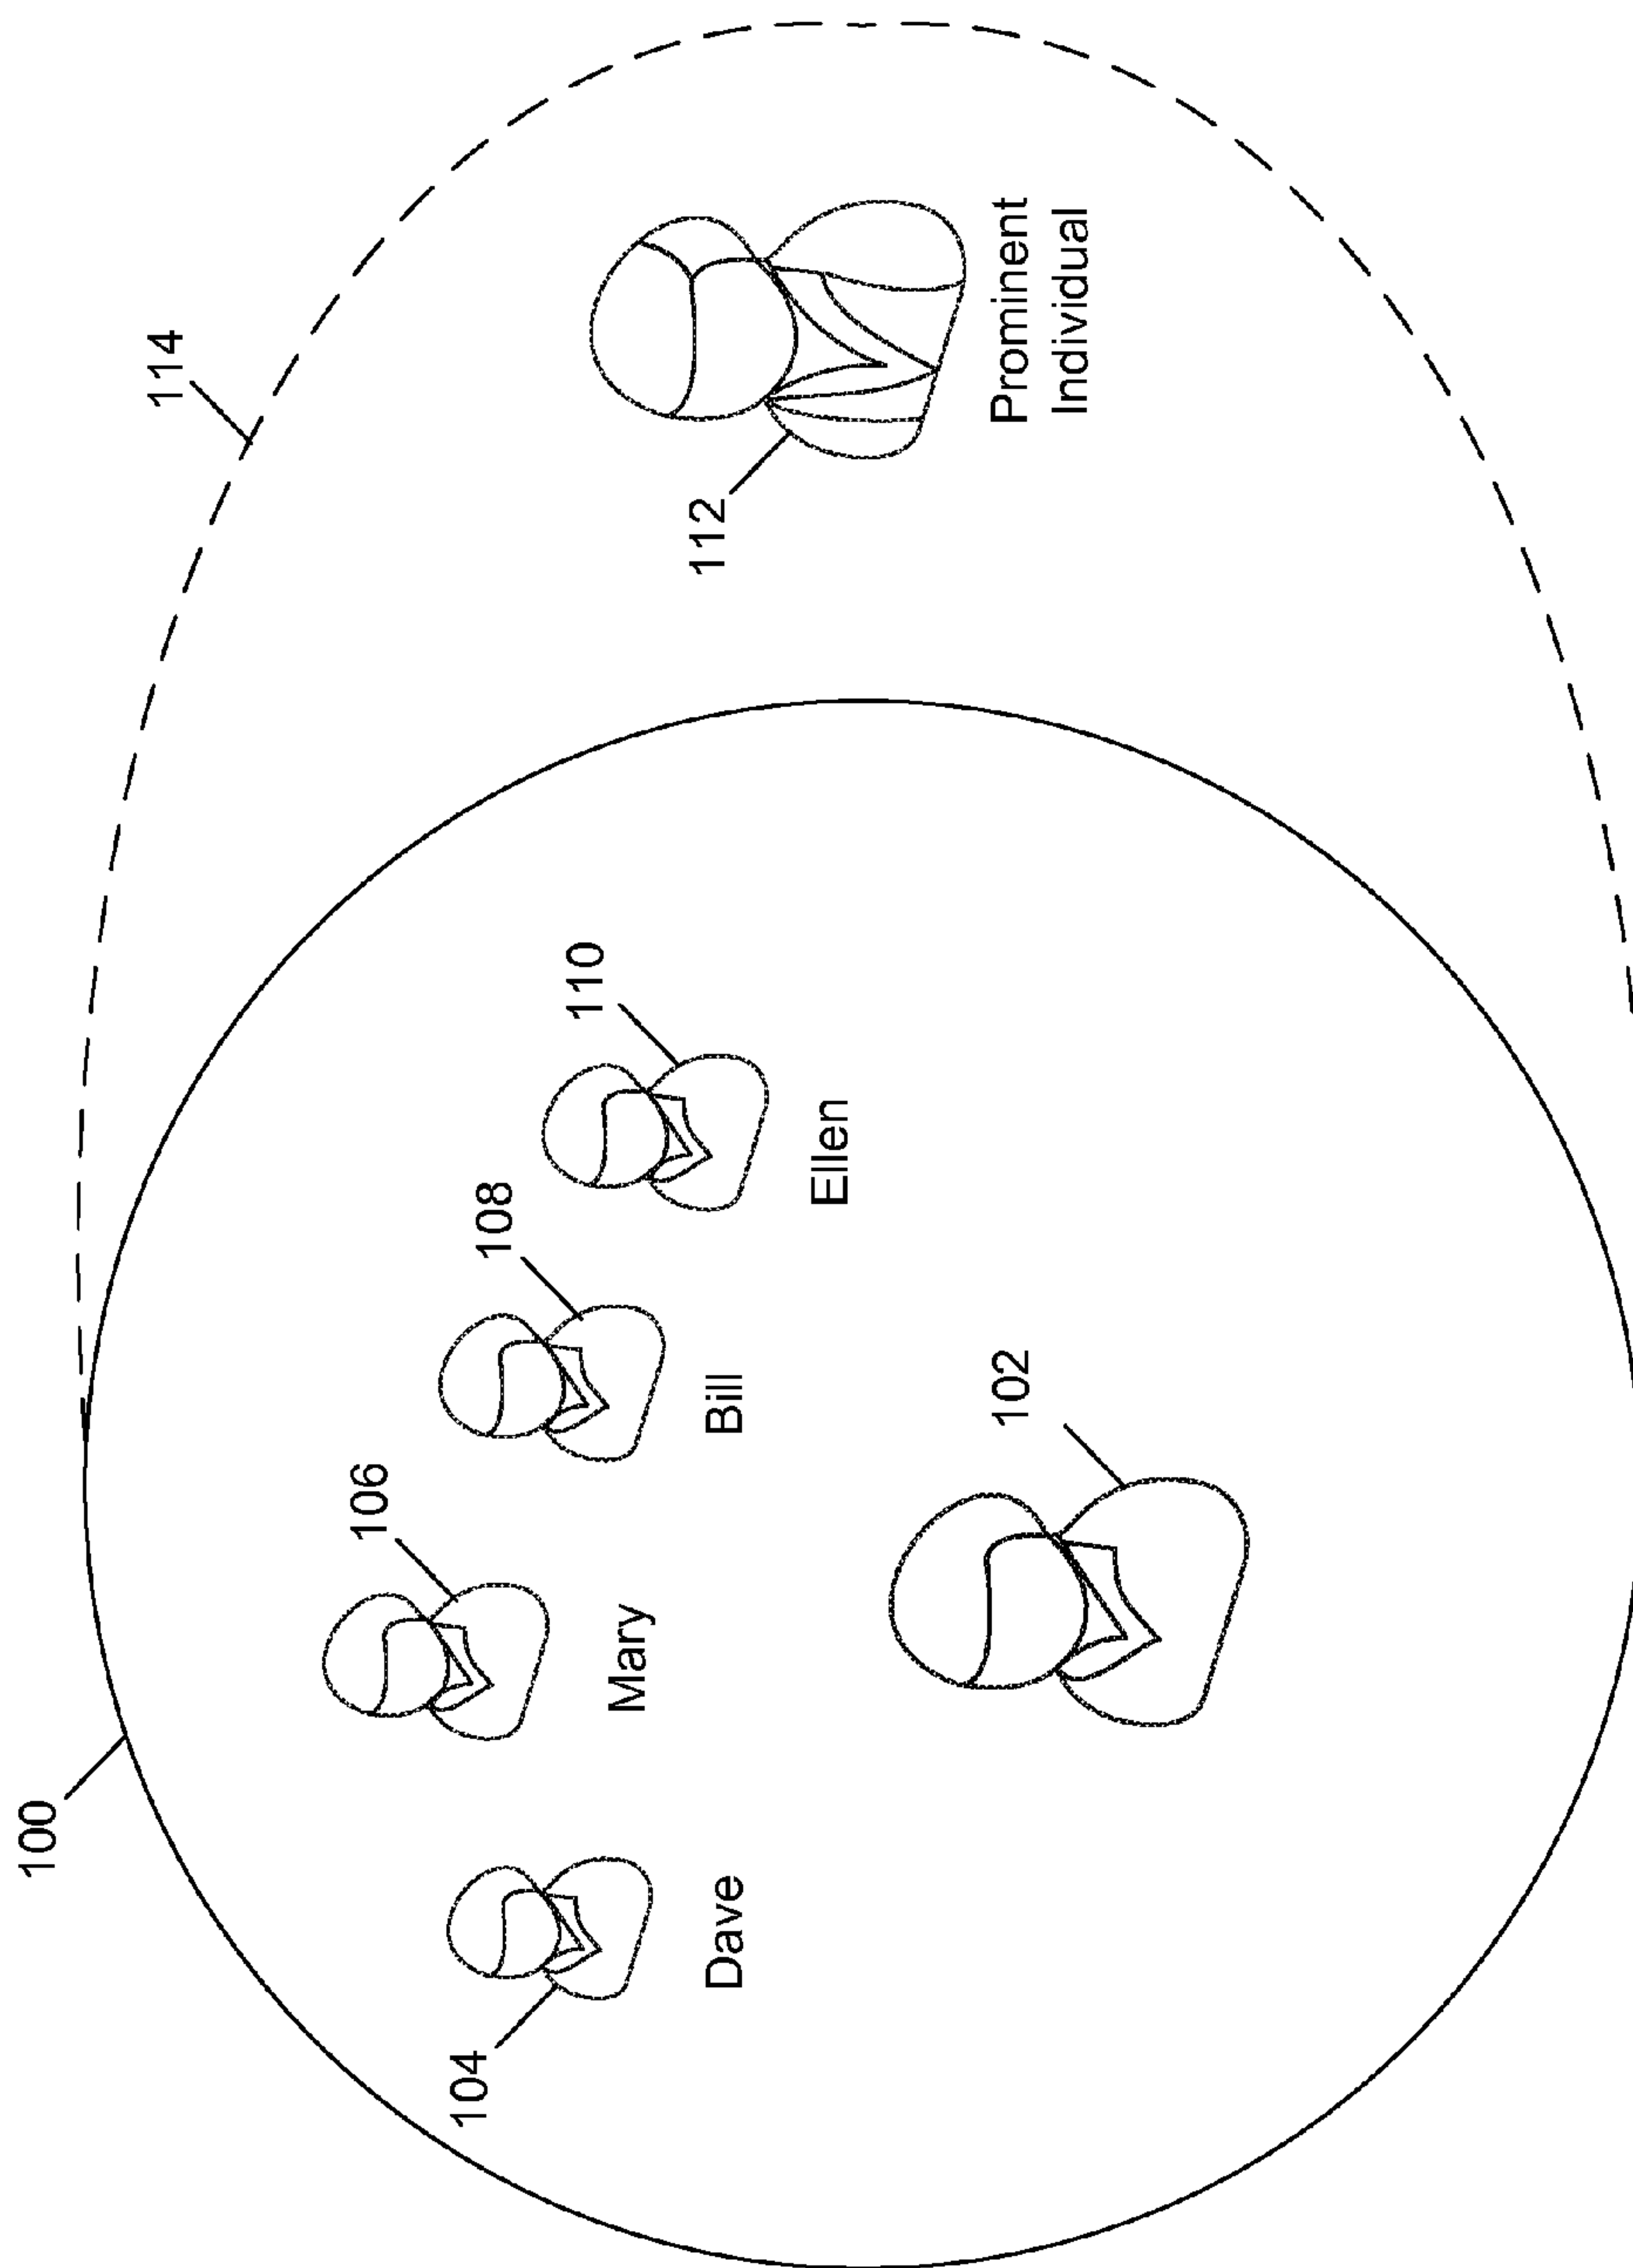 100
114
106
104
108
110
Mary
112
Dave
Bill
Ellen
102
Prominent
Individual